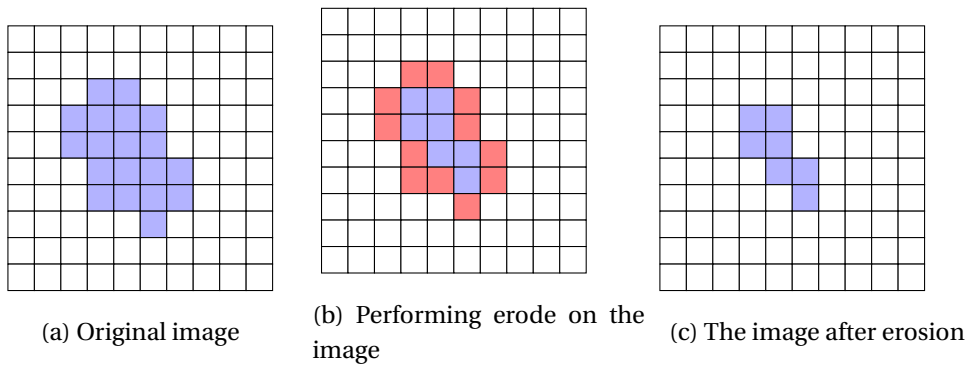 (a) Original image
(b) Performing erode on the
image
(c) The image after erosion